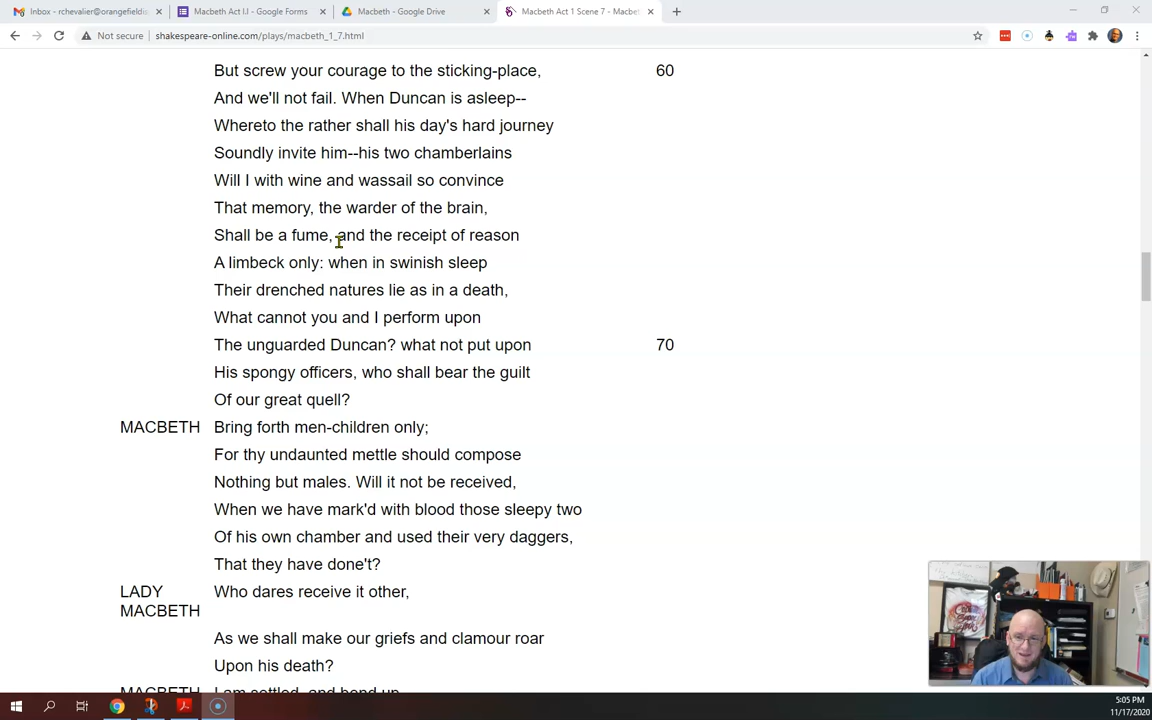 Inbox - rchevalier@orangefieldis
Macbeth Act I.I - Google Forms
Macbeth - Google Drive
Macbeth Act 1 Scene 7 - Macbet
Not secure
shakespeare-online.com/plays/macbeth_1_7.html
But screw your courage to the sticking-place, 60
And we'll not fail. When Duncan is asleep--
Whereto the rather shall his day's hard journey
Soundly invite him--his two chamberlains
Will I with wine and wassail so convince
That memory, the warder of the brain,
Shall be a fume, and the receipt of reason
A limbeck only: when in swinish sleep
Their drenched natures lie as in a death,
What cannot you and I perform upon
The unguarded Duncan? what not put upon 70
His spongy officers, who shall bear the guilt
Of our great quell?
MACBETH Bring forth men-children only;
For thy undaunted mettle should compose
Nothing but males. Will it not be received,
When we have mark'd with blood those sleepy two
Of his own chamber and used their very daggers,
That they have done't?
LADY MACBETH Who dares receive it other,
As we shall make our griefs and clamour roar
Upon his death?
MACBETH I am settled, and bend up
5:05 PM
11/17/2020